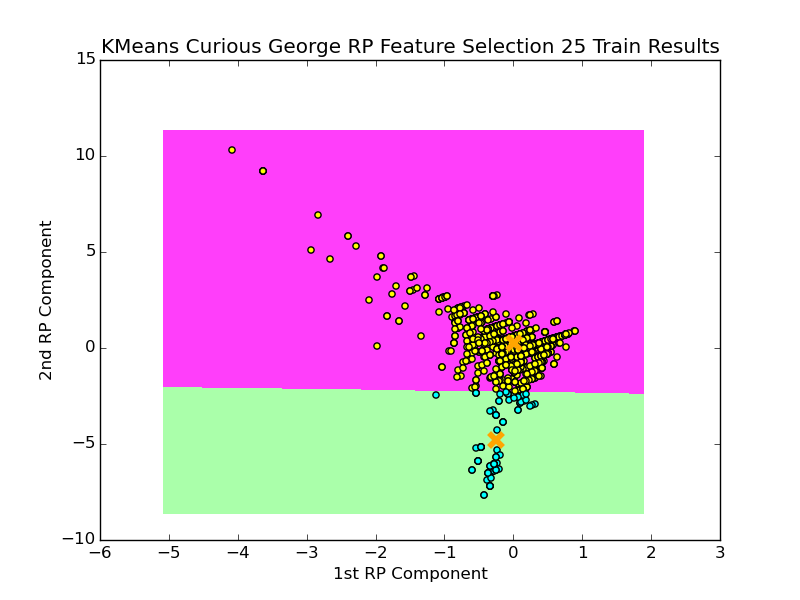 KMeans Curious George RP Feature Selection 25 Train Results
15
10
5
0
−5
−10
2nd RP Component
−6 −5 −4 −3 −2 −1 0 1 2 3
1st RP Component